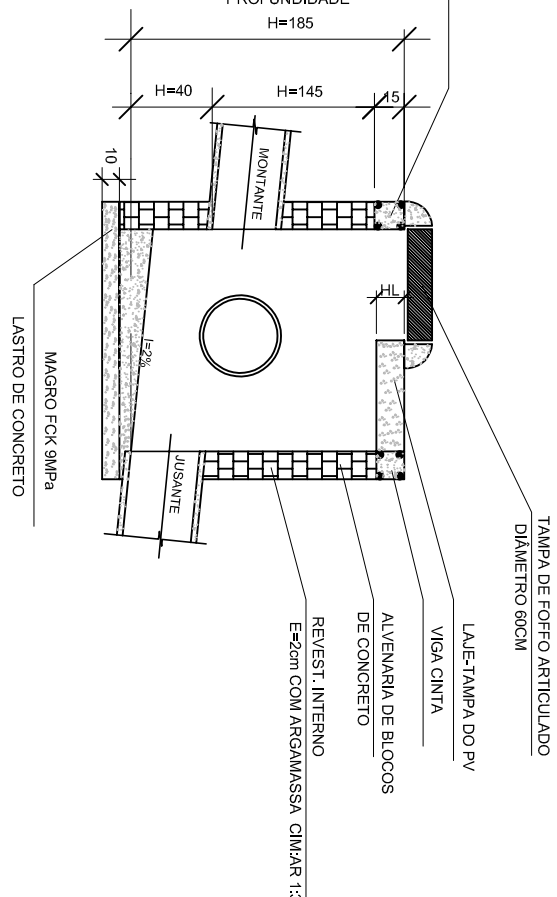 PROFUNDIDADE
H=185
H=40
H=145
15
10
MONTANTE
HL
I=2%
JUSANTE
TAMPA DE FOFFO ARTICULADO
DIÂMETRO 60CM
LAJE-TAMPA DO PV
VIGA CINTA
ALVENARIA DE BLOCOS
DE CONCRETO
REVEST. INTERNO
E=2cm COM ARGAMASSA CIM:AR
MAGRO FCK 9MPa
LASTRO DE CONCRETO